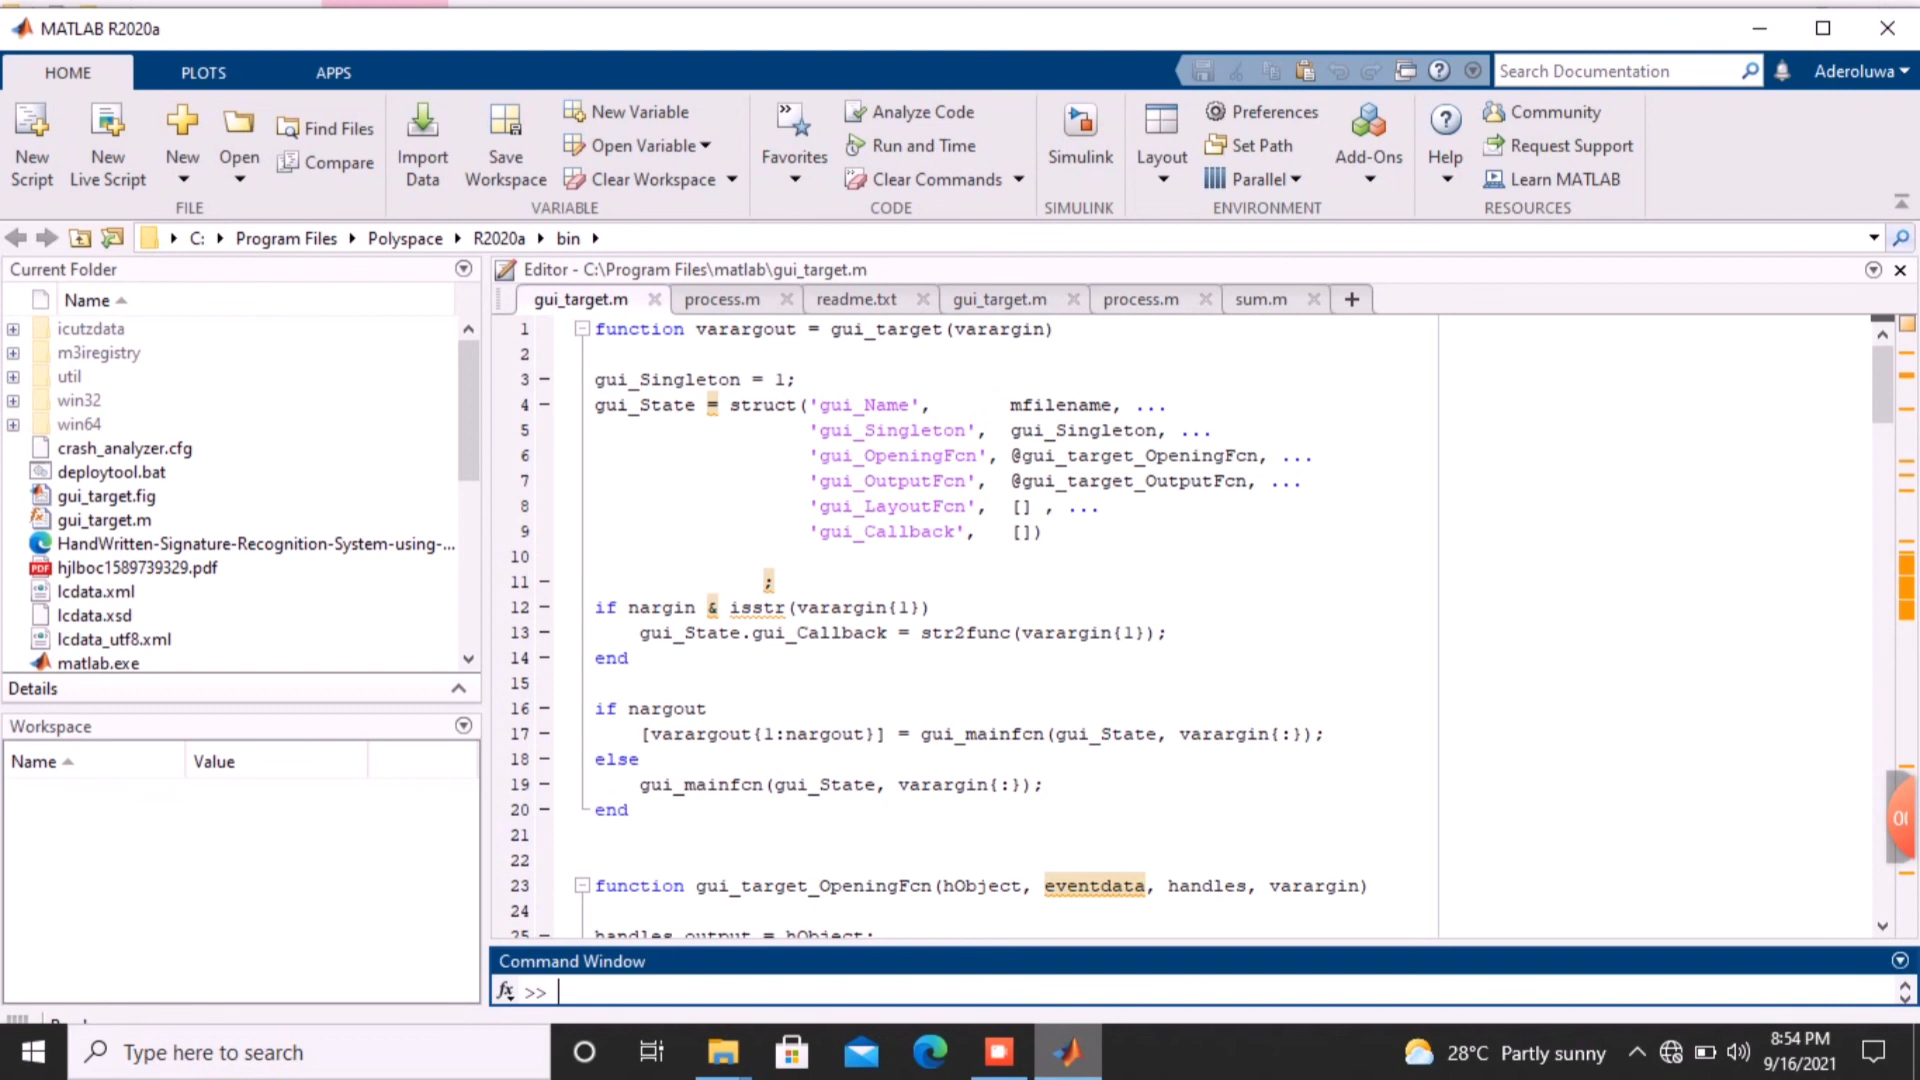 MATLAB R2020a
HOME
PLOTS
APPS
Search Documentation
Aderoluwa
New Script
New Live Script
New
Open
Find Files
Compare
FILE
Import Data
Save Workspace
New Variable
Open Variable
Clear Workspace
VARIABLE
Favorites
Analyze Code
Run and Time
Clear Commands
CODE
Simulink
SIMULINK
Layout
Preferences
Set Path
Parallel
Add-Ons
ENVIRONMENT
Help
Community
Request Support
Learn MATLAB
RESOURCES
C: Program Files Polyspace R2020a bin
Current Folder
Name
icutzdata
m3iregistry
util
win32
win64
crash_analyzer.cfg
deploytool.bat
gui_target.fig
gui_target.m
HandWritten-Signature-Recognition-System-using-...
hjlboc1589739329.pdf
lcdata.xml
lcdata.xsd
lcdata_utf8.xml
matlab.exe
Details
Workspace
Name Value
Editor - C:\Program Files\matlab\gui_target.m
gui_target.m process.m readme.txt gui_target.m process.m sum.m
1 function varargout = gui_target(varargin)
2
3 gui_Singleton = 1;
4 gui_State = struct('gui_Name', mfilename, ...
5 'gui_Singleton', gui_Singleton, ...
6 'gui_OpeningFcn', @gui_target_OpeningFcn, ...
7 'gui_OutputFcn', @gui_target_OutputFcn, ...
8 'gui_LayoutFcn', [] , ...
9 'gui_Callback', [])
10
11 ;
12 if nargin & isstr(varargin{1})
13 gui_State.gui_Callback = str2func(varargin{1});
14 end
15
16 if nargout
17 [varargout{1:nargout}] = gui_mainfcn(gui_State, varargin{:});
18 else
19 gui_mainfcn(gui_State, varargin{:});
20 end
21
22
23 function gui_target_OpeningFcn(hObject, eventdata, handles, varargin)
24
25 handles.output = hObject;
Command Window
fx >>
Type here to search
28°C Partly sunny
8:54 PM
9/16/2021